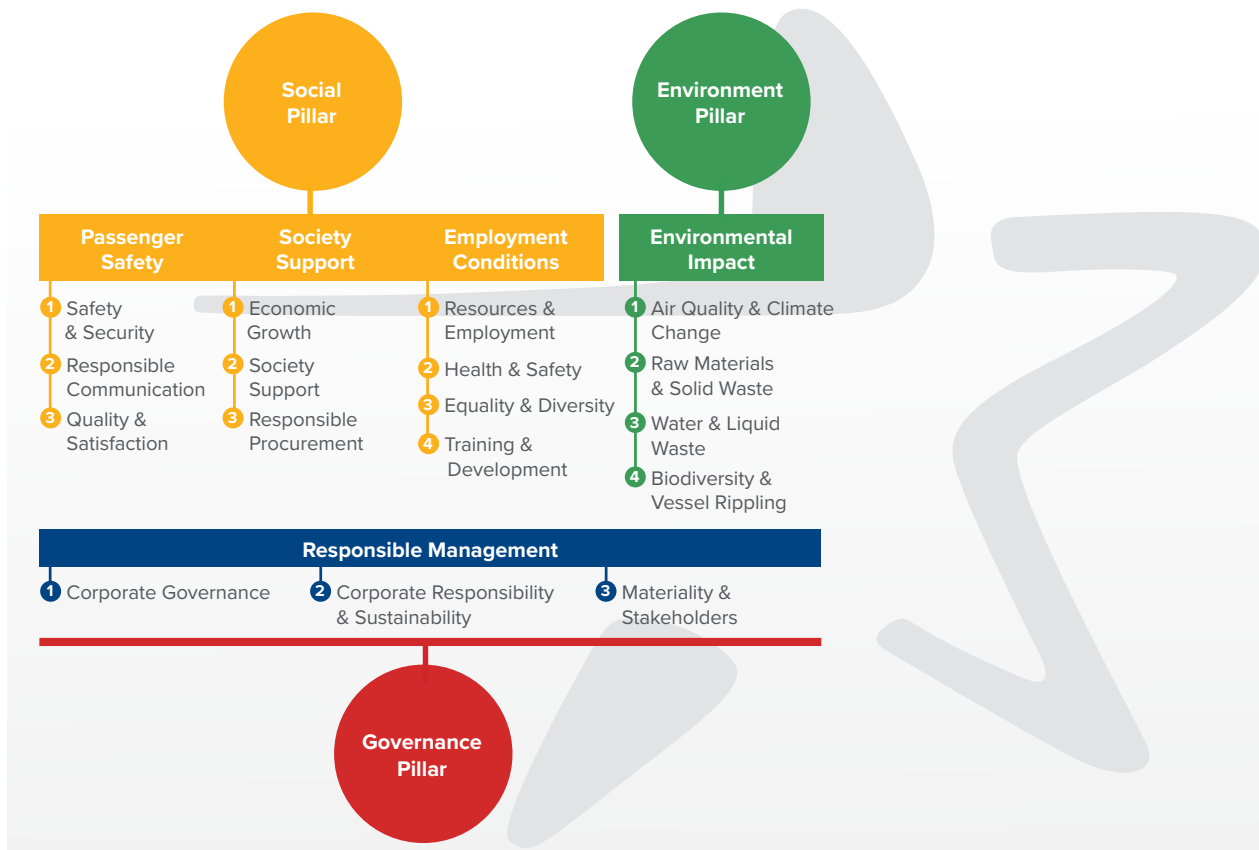 Social
Pillar
Environment
Pillar
Passenger
Safety
Society
Support
Employment
Conditions
Environmental
Impact
1 Safety
& Security
2 Responsible
Communication
3 Quality &
Satisfaction
1 Economic
Growth
2 Society
Support
3 Responsible
Procurement
1 Resources &
Employment
2 Health & Safety
3 Equality & Diversity
4 Training &
Development
1 Air Quality & Climate
Change
2 Raw Materials
& Solid Waste
3 Water & Liquid
Waste
4 Biodiversity &
Vessel Rippling
Responsible Management
1 Corporate Governance
2 Corporate Responsibility
& Sustainability
3 Materiality &
Stakeholders
Governance
Pillar